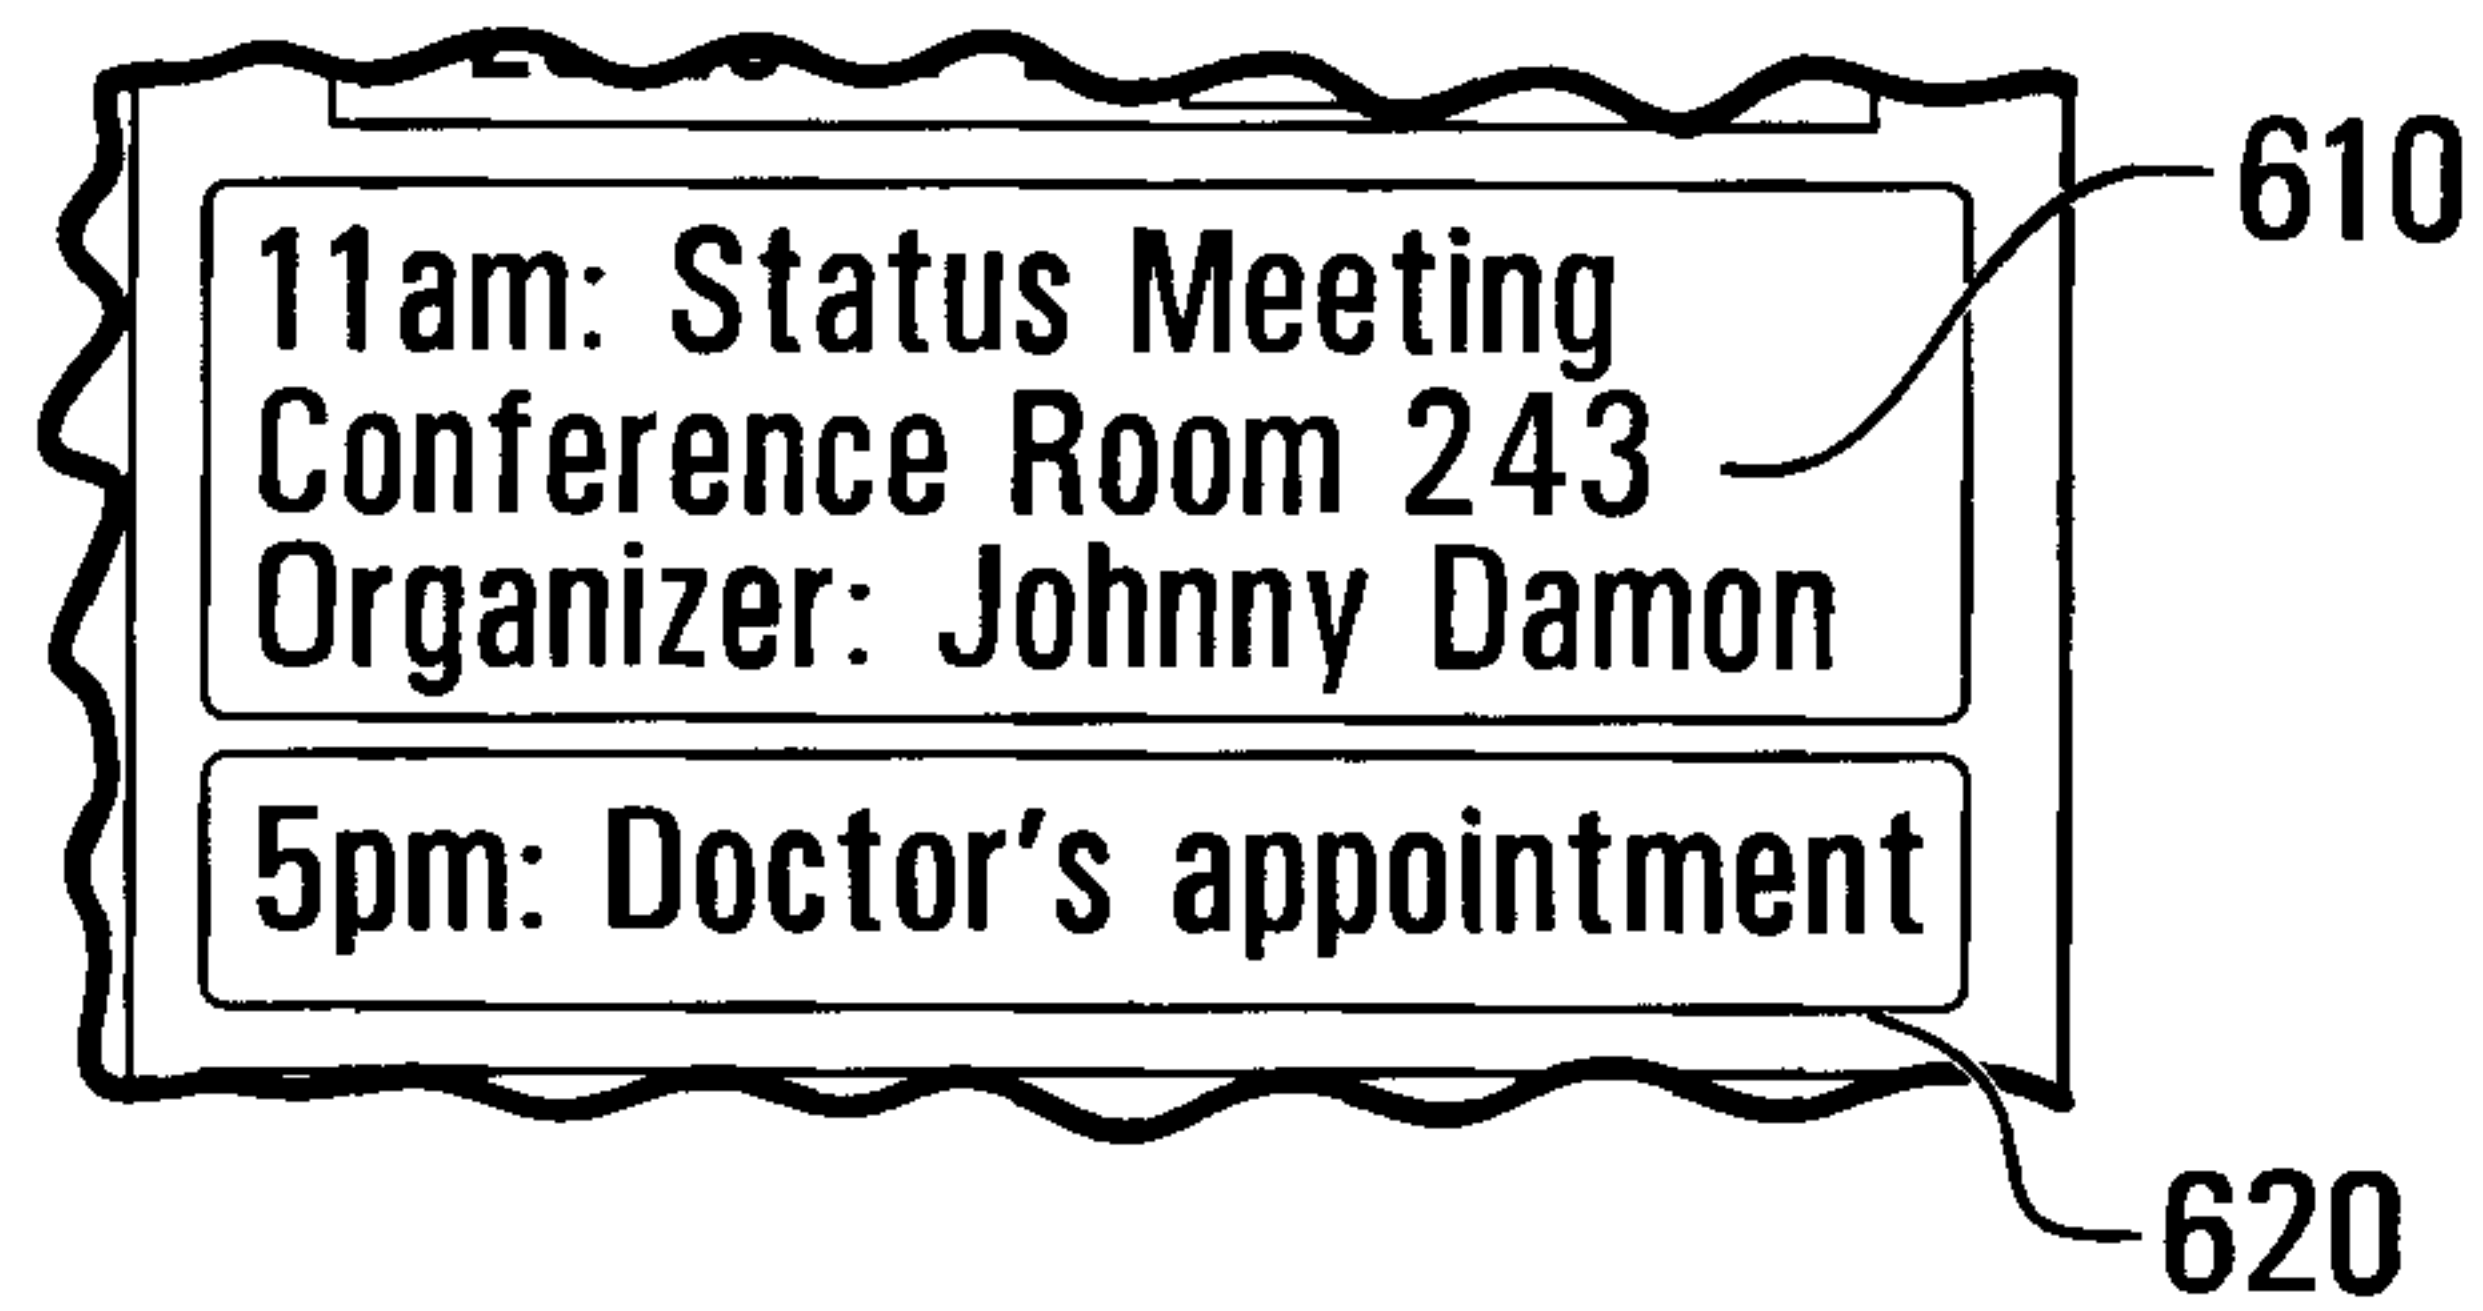 610
11am: Status Meeting
Conference Room 243
Organizer: Johnny Damon
5pm: Doctor's appointment
620